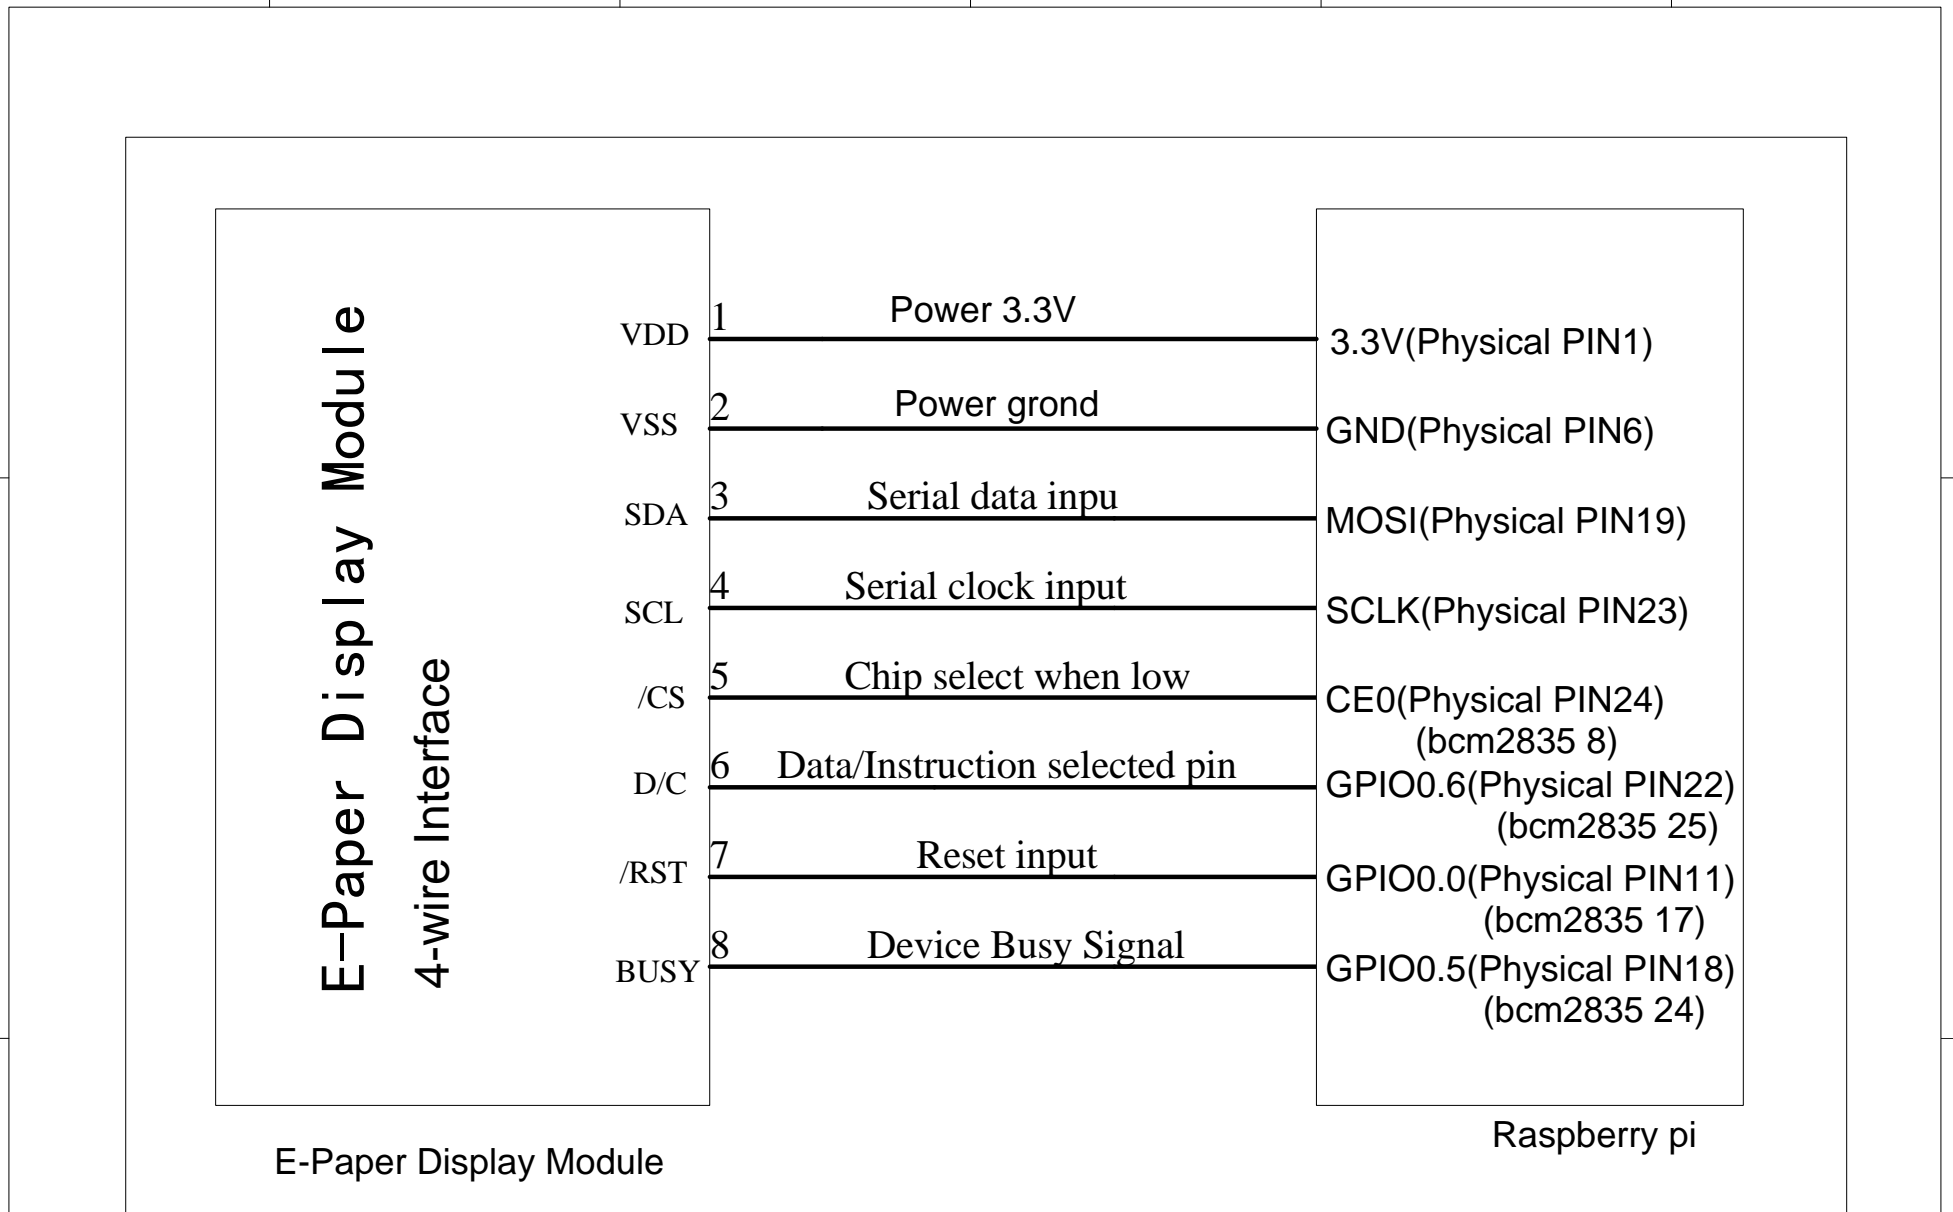 E-Paper Display Module
4-wire Interface
VDD 1 Power 3.3V 3.3V(Physical PIN1)
VSS 2 Power grond GND(Physical PIN6)
SDA 3 Serial data inpu MOSI(Physical PIN19)
SCL 4 Serial clock input SCLK(Physical PIN23)
/CS 5 Chip select when low CE0(Physical PIN24)
(bcm2835 8)
D/C 6 Data/Instruction selected pin GPIO0.6(Physical PIN22)
(bcm2835 25)
/RST 7 Reset input GPIO0.0(Physical PIN11)
(bcm2835 17)
BUSY 8 Device Busy Signal GPIO0.5(Physical PIN18)
(bcm2835 24)
E-Paper Display Module
Raspberry pi